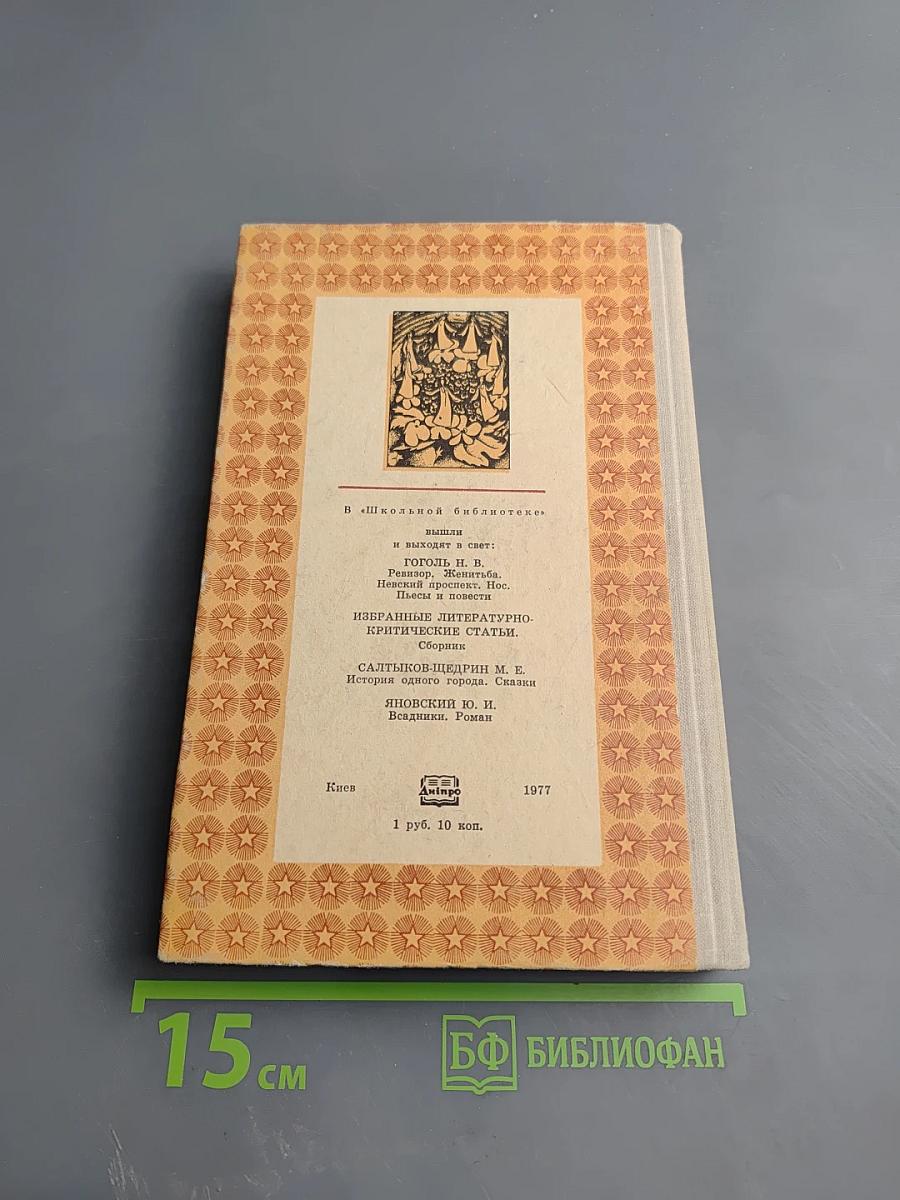 В «Школьной библиотеке»
вышли
и выходят в свет:
ГОГОЛЬ Н. В.
Ревизор. Женитьба.
Невский проспект. Нос.
Пьесы и повести
ИЗБРАННЫЕ ЛИТЕРАТУРНО-
КРИТИЧЕСКИЕ СТАТЬИ.
Сборник
САЛТЫКОВ-ЩЕДРИН М. Е.
История одного города. Сказки
ЯНОВСКИЙ Ю. И.
Всадники. Роман
Киев Дніпро 1977
1 руб. 10 коп.
15 см БФ БИБЛИОФАН